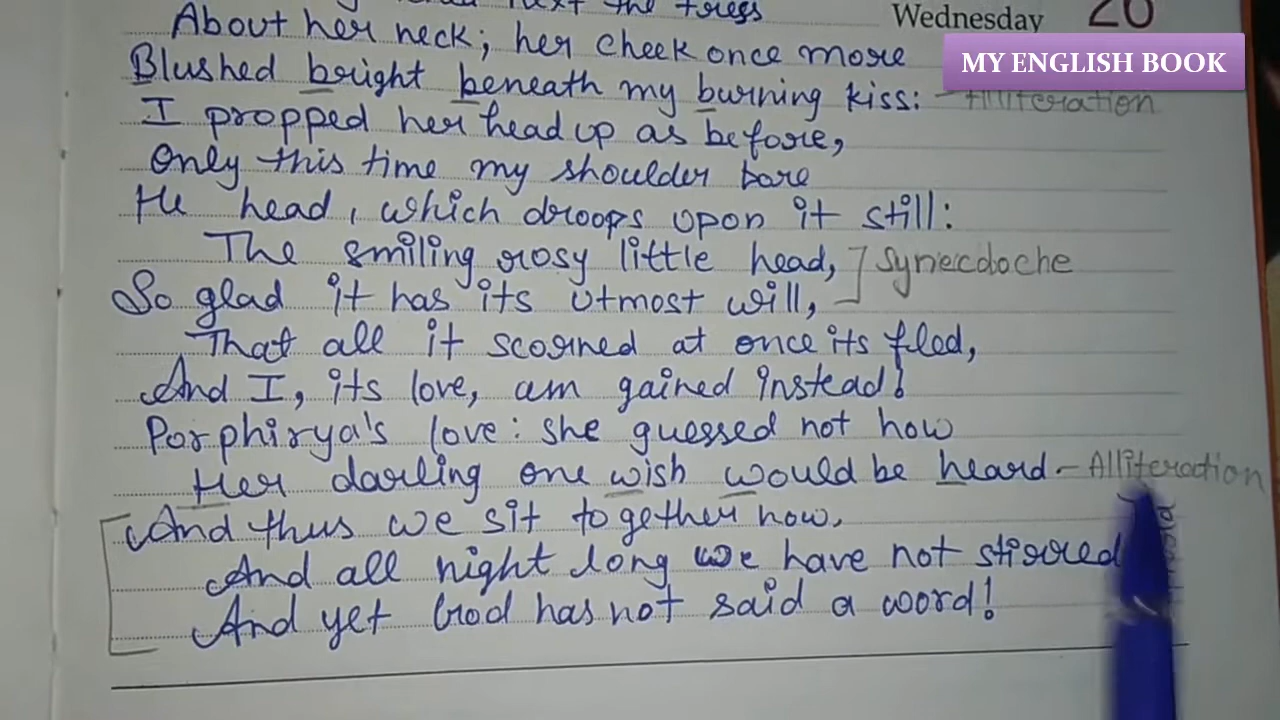 next the tress
Wednesday 20
About her neck; her cheek once more
MY ENGLISH BOOK
Blushed bright beneath my burning kiss: - Alliteration
I propped her head up as before,
Only this time my shoulder bore
He head, which droops upon it still:
The smiling rosy little head, Synecdoche
So glad it has its utmost will,
That all it scorned at once its fled,
And I, its love, am gained instead!
Porphirya's love: she guessed not how
Her darling one wish would be heard - Alliteration
And thus we sit together now,
And all night long we have not stirred
And yet God has not said a word!